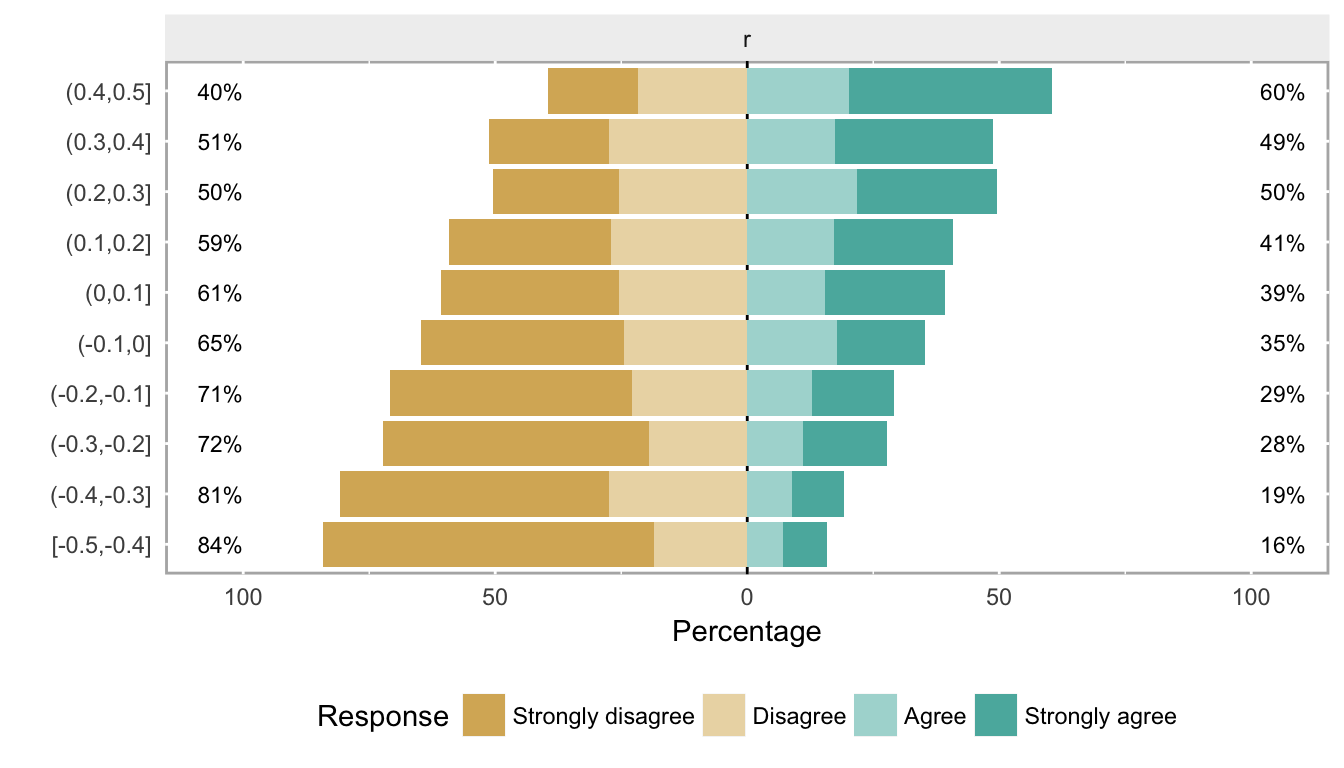 r
(0.4,0.5] 40% 60%
(0.3,0.4] 51% 49%
(0.2,0.3] 50% 50%
(0.1,0.2] 59% 41%
(0,0.1] 61% 39%
(-0.1,0] 65% 35%
(-0.2,-0.1] 71% 29%
(-0.3,-0.2] 72% 28%
(-0.4,-0.3] 81% 19%
[-0.5,-0.4] 84% 16%
100 50 0 50 100
Percentage
Response Strongly disagree Disagree Agree Strongly agree